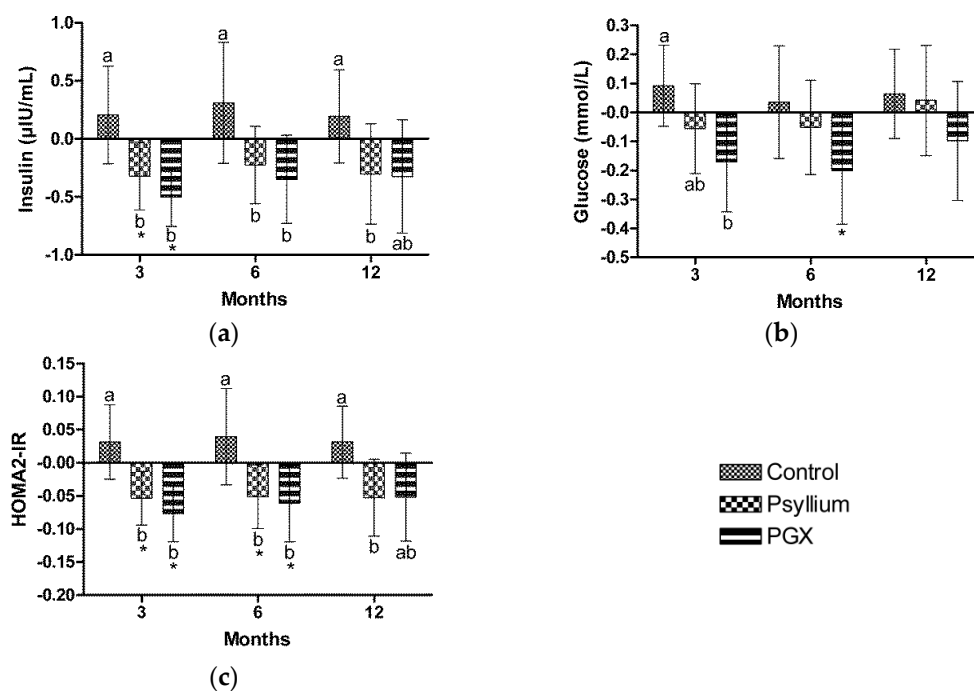 1.0
0.5
0.0
-0.5
-1.0
Insulin (µIU/mL)
a
a
a
b
b
b
b
b
ab
*
*
3
6
12
Months
(a)
0.3
0.2
0.1
-0.0
-0.1
-0.2
-0.3
-0.4
-0.5
Glucose (mmol/L)
a
ab
b
*
3
6
12
Months
(b)
0.15
0.10
0.05
-0.00
-0.05
-0.10
-0.15
-0.20
HOMA2-IR
a
a
a
b
b
b
b
b
ab
*
*
*
*
3
6
12
Months
(c)
Control
Psyllium
PGX